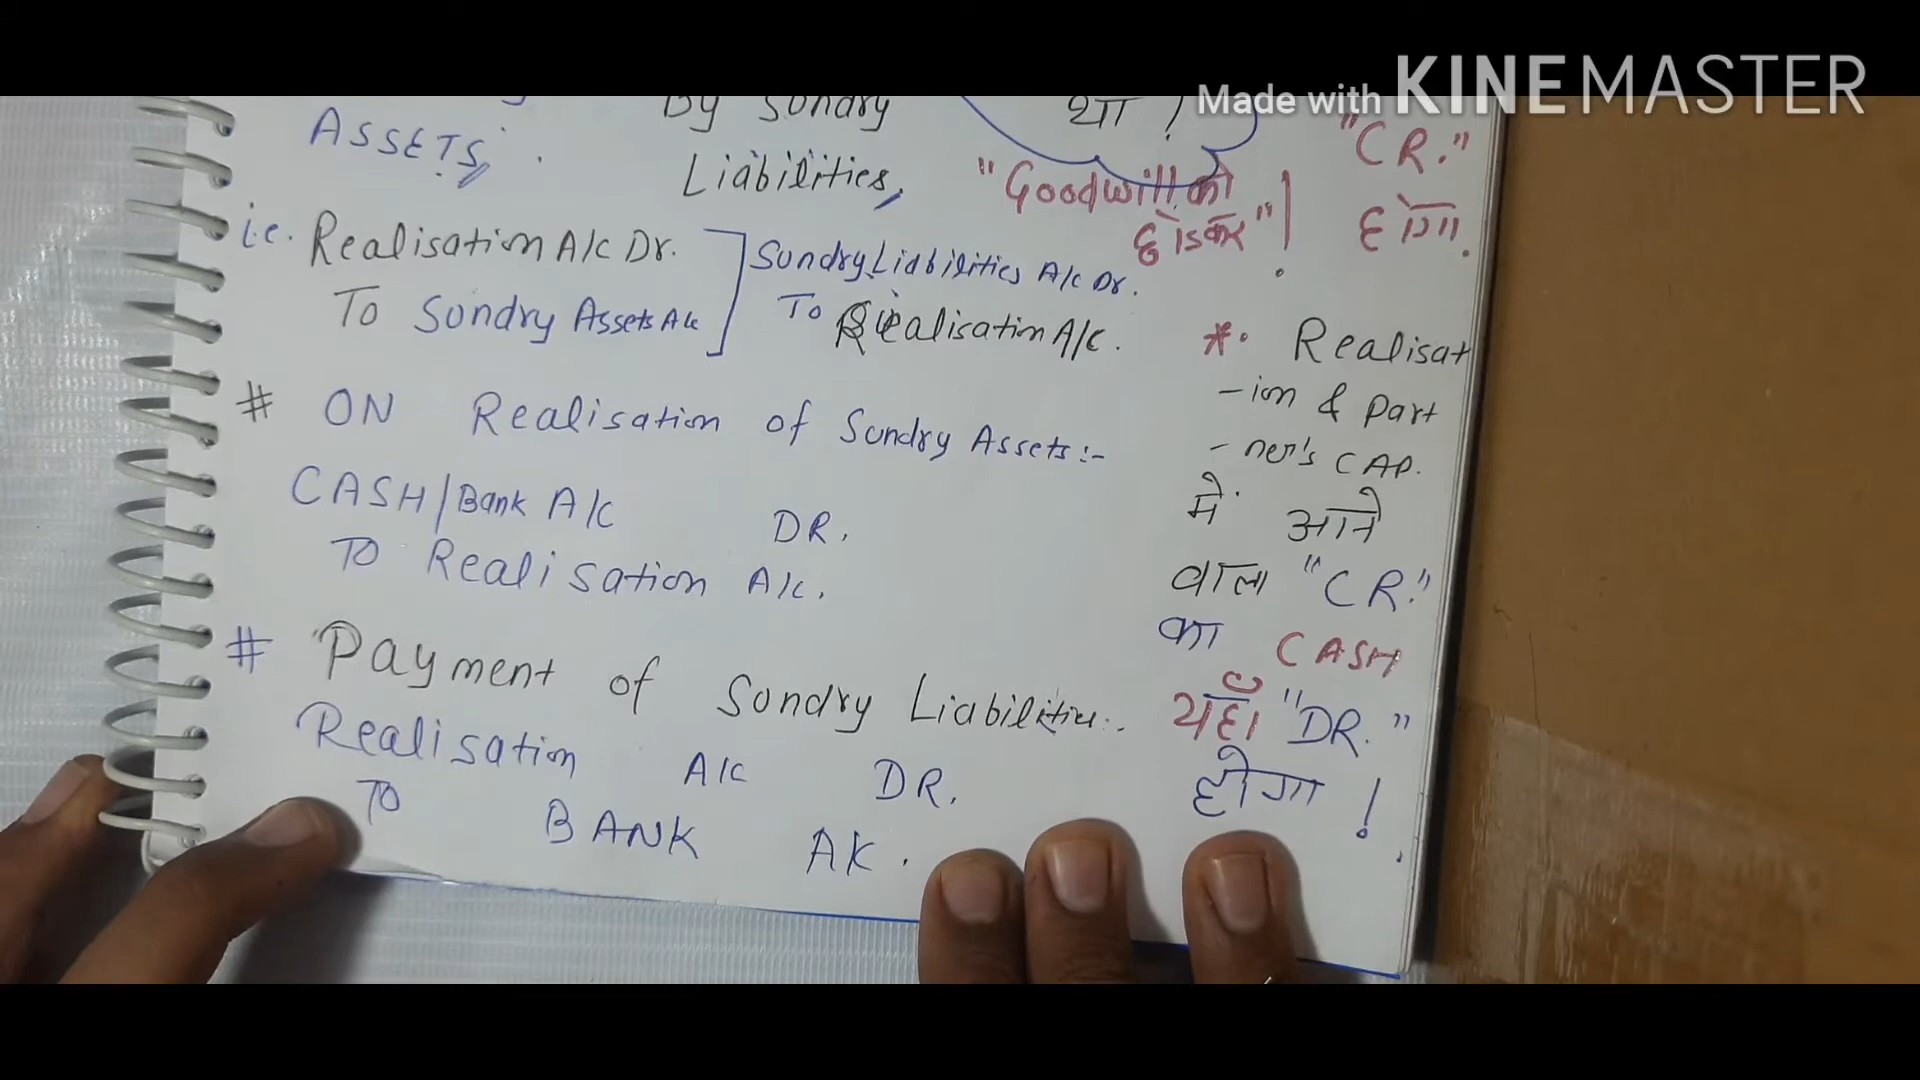 Made with KINEMASTER
ASSETS,
By Sundry
Liabilities,
था !
"Goodwill को
छोडकर" !
"CR."
होगा.
i.e. Realisation A/c Dr.
To Sundry Assets A/c
Sundry Liabilities A/c Dr.
To Realisation A/c.
# ON Realisation of Sundry Assets:-
CASH/Bank A/C DR.
To Realisation A/c.
# Payment of Sundry Liabilities:-
Realisation A/c DR.
To BANK A/c.
*. Realisat
-ion & Part
-ner's CAP.
में आने
वाला "CR."
का CASH
यहाँ "DR."
होगा !